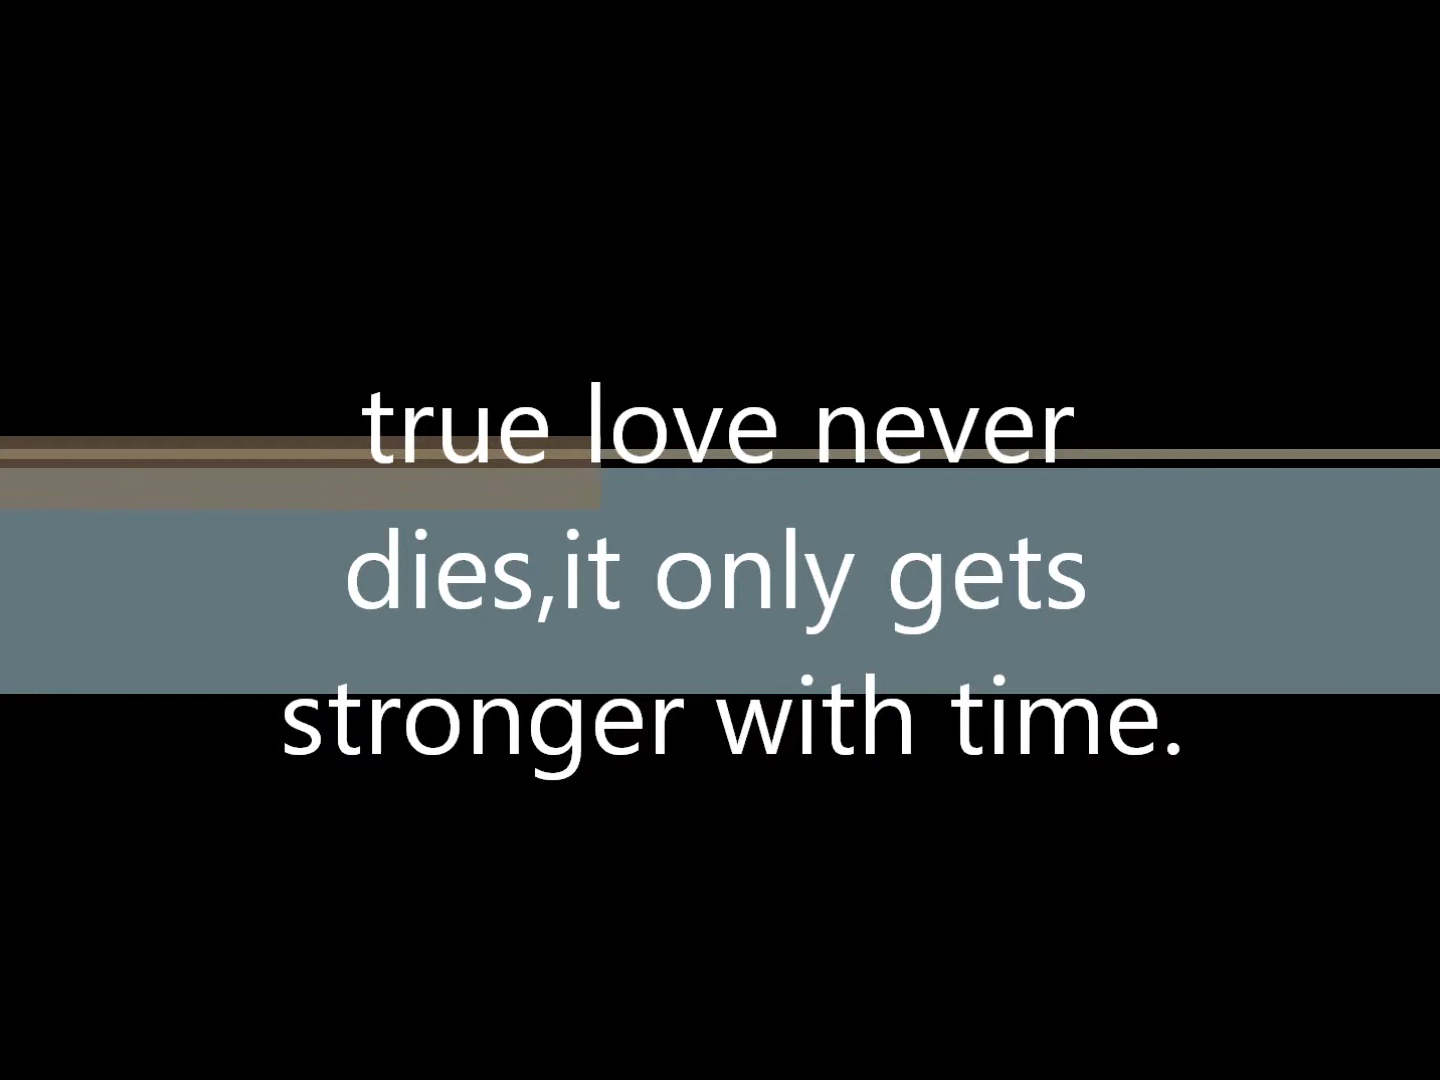 true love never
dies,it only gets
stronger with time.